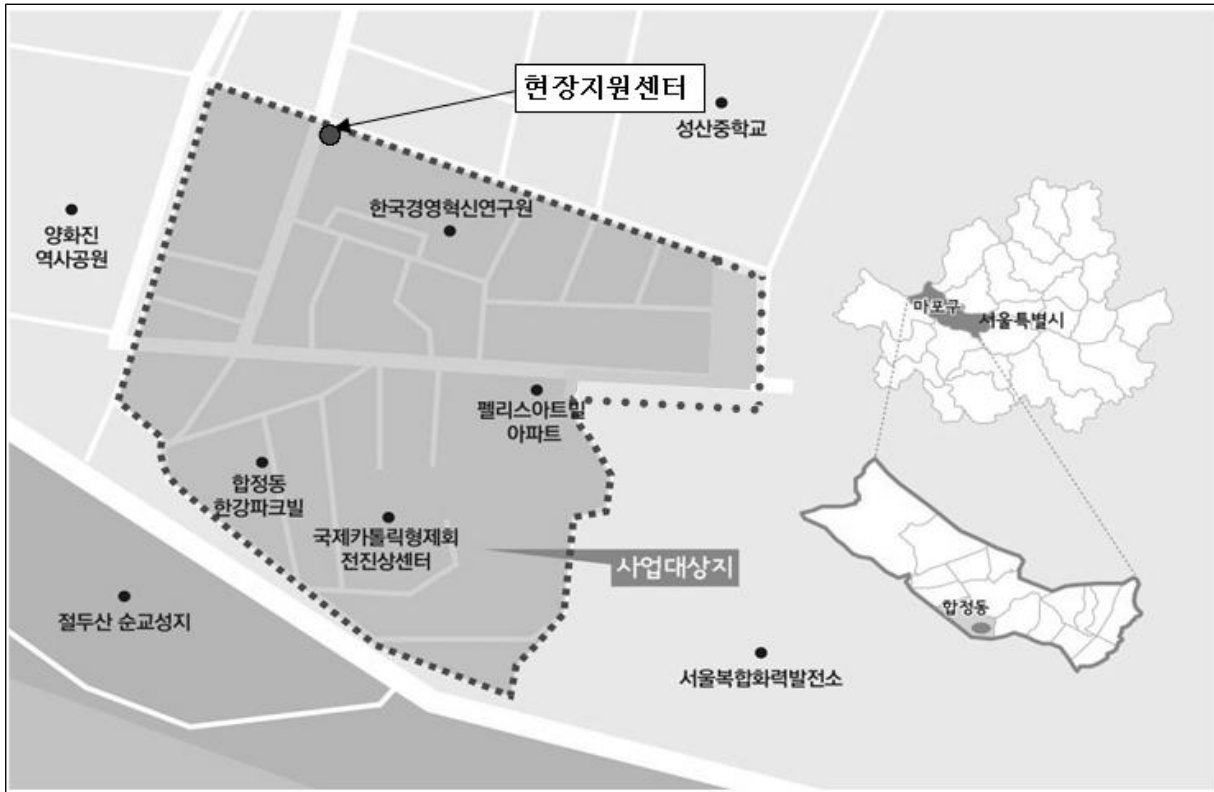 현장지원센터
성산중학교
한국경영혁신연구원
양화진
역사공원
마포구
서울특별시
펠리스아트빌
아파트
합정동
한강파크빌
국제카톨릭형제회
전진상센터
사업대상지
합정동
절두산 순교성지
서울복합화력발전소